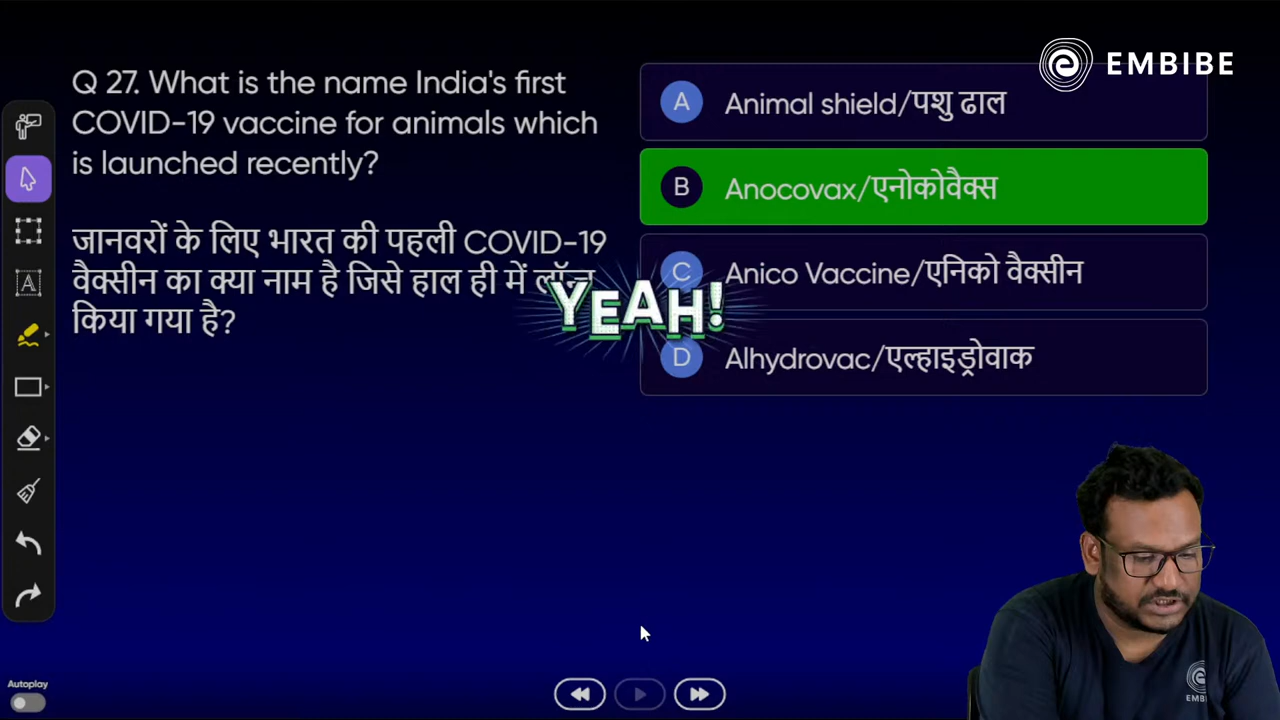 EMBIBE
Q 27. What is the name India's first
COVID-19 vaccine for animals which
is launched recently?
जानवरों के लिए भारत की पहली COVID-19
वैक्सीन का क्या नाम है जिसे हाल ही में लॉन्च
किया गया है?
A Animal shield/पशु ढाल
B Anocovax/एनोकोवैक्स
C Anico Vaccine/एनिको वैक्सीन
D Alhydrovac/एल्हाइड्रोवाक
YEAH!
A
Autoplay
EMB